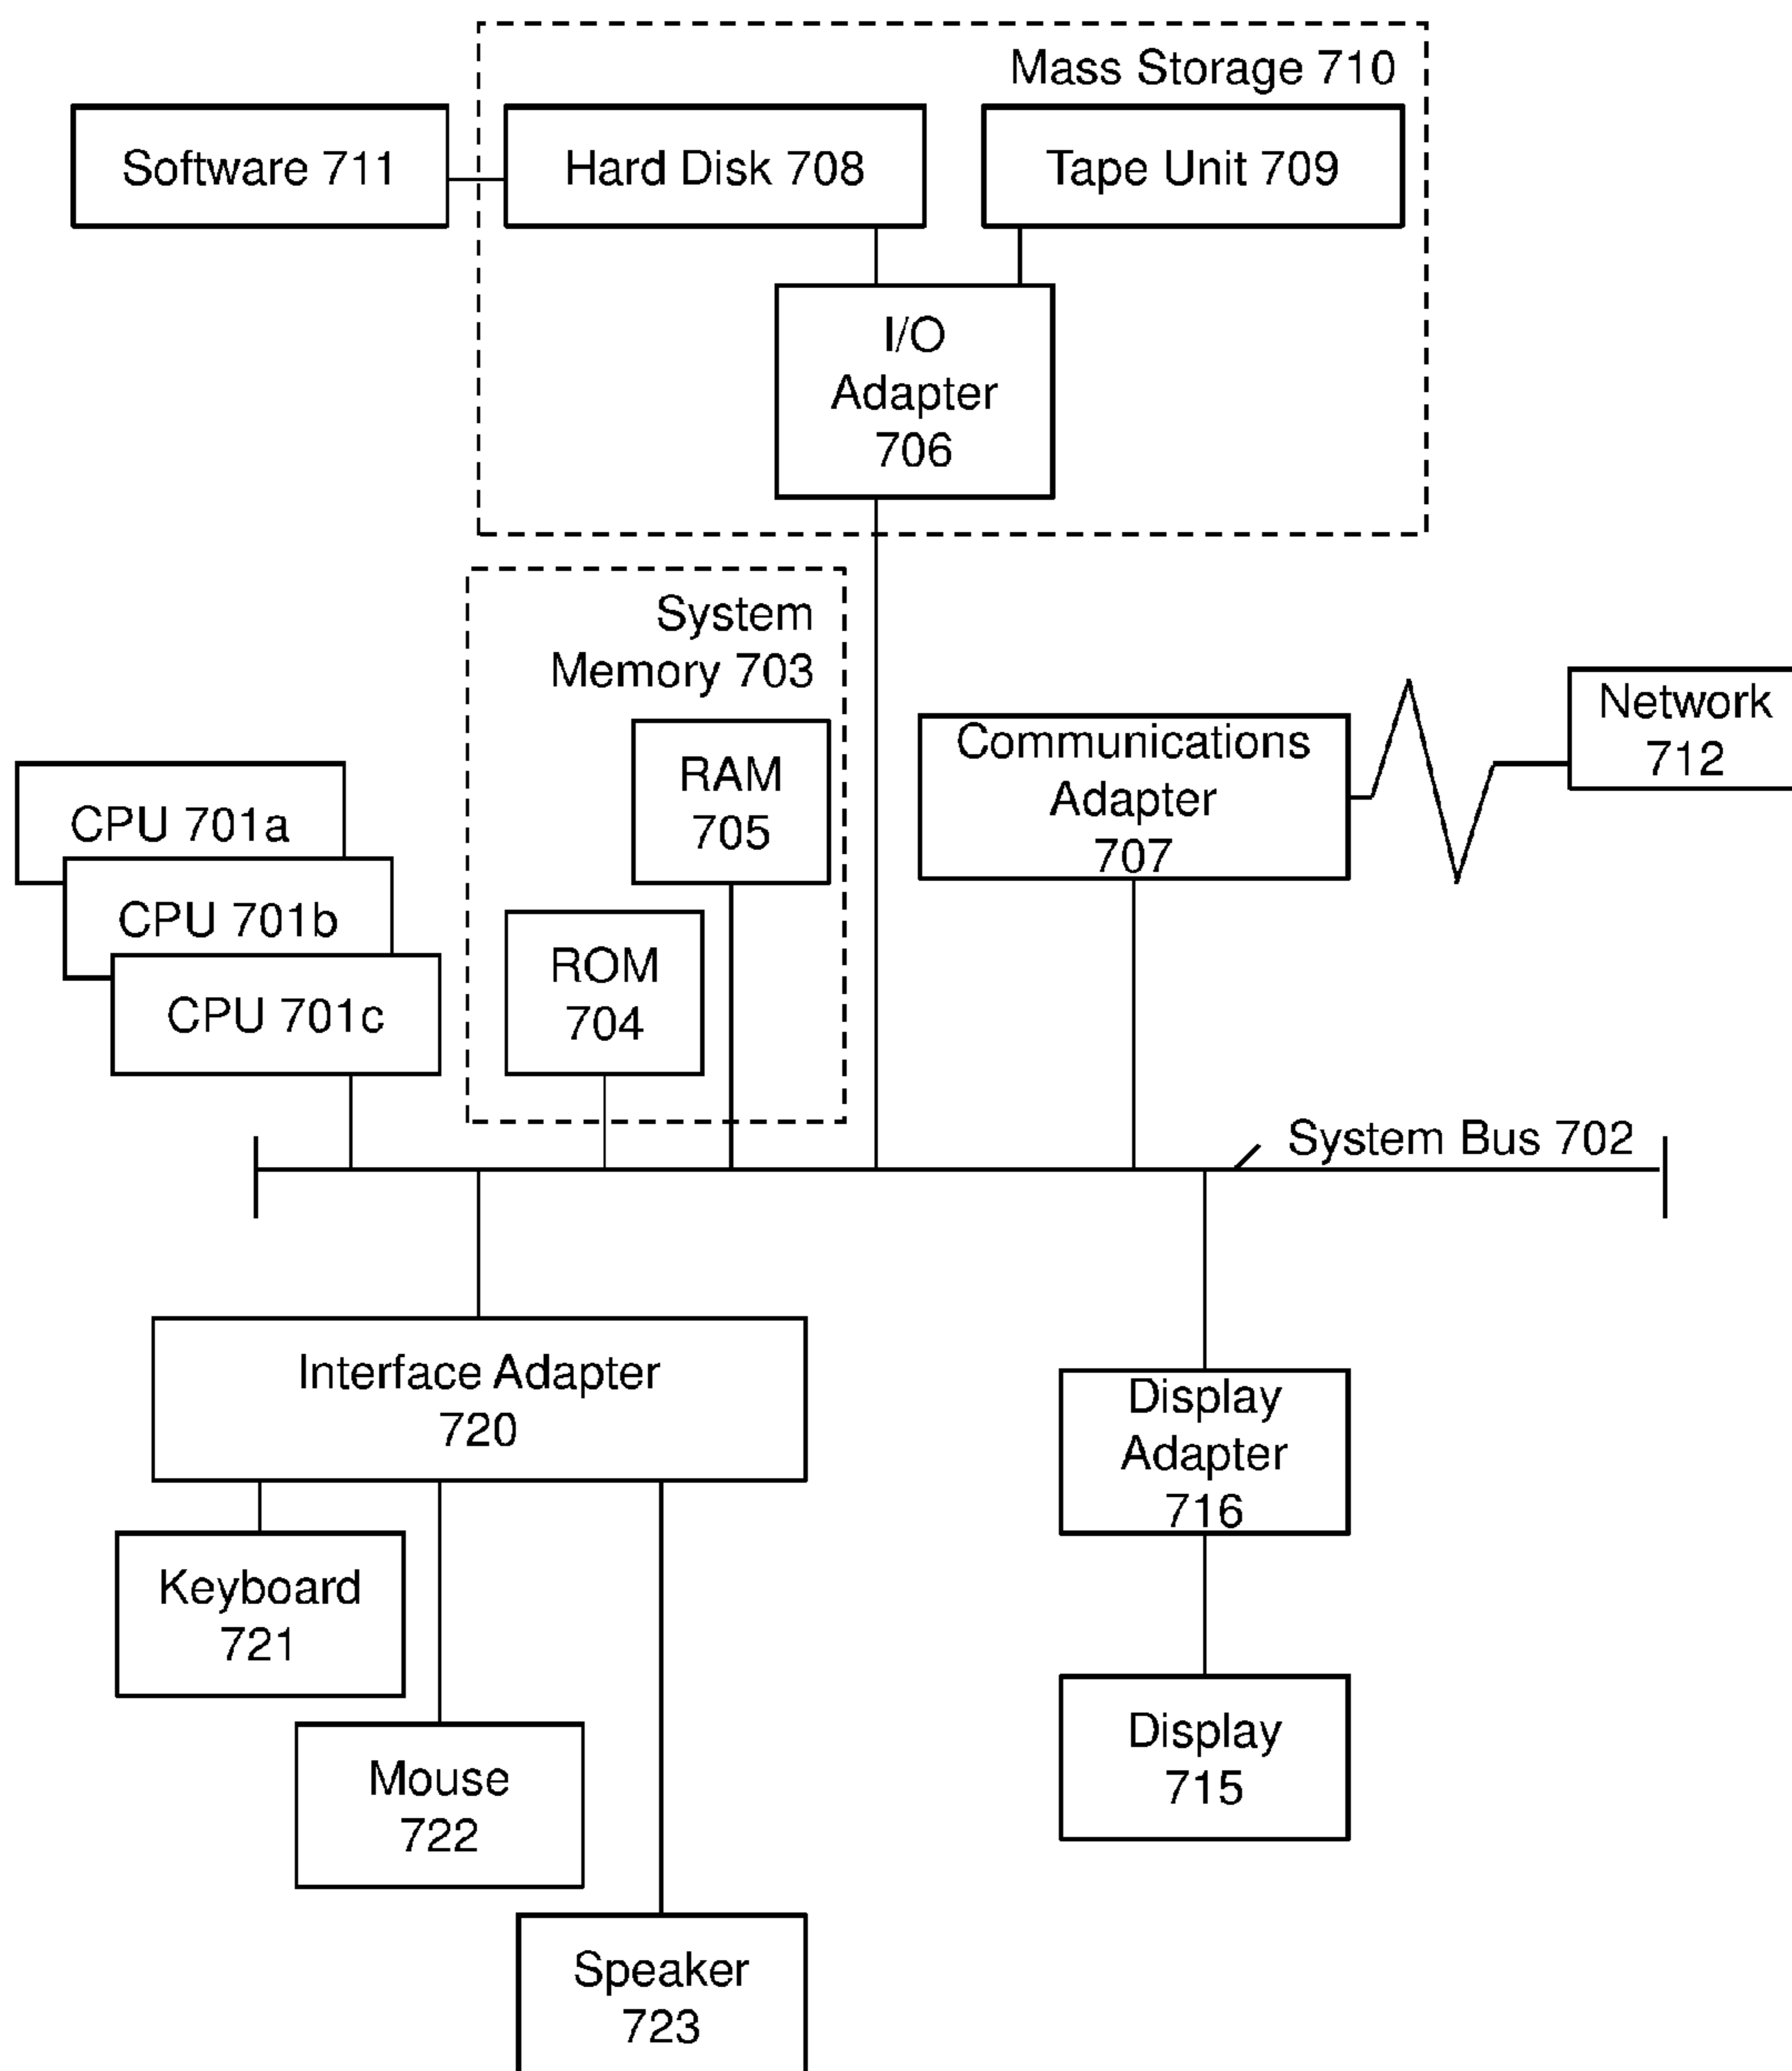 Mass Storage 710
Software 711
Hard Disk 708
Tape Unit 709
I/O
Adapter
706
System
Memory 703
RAM
705
ROM
704
Communications
Adapter
707
Network
712
CPU 701a
CPU 701b
CPU 701c
System Bus 702
Interface Adapter
720
Display
Adapter
716
Keyboard
721
Mouse
722
Display
715
Speaker
723